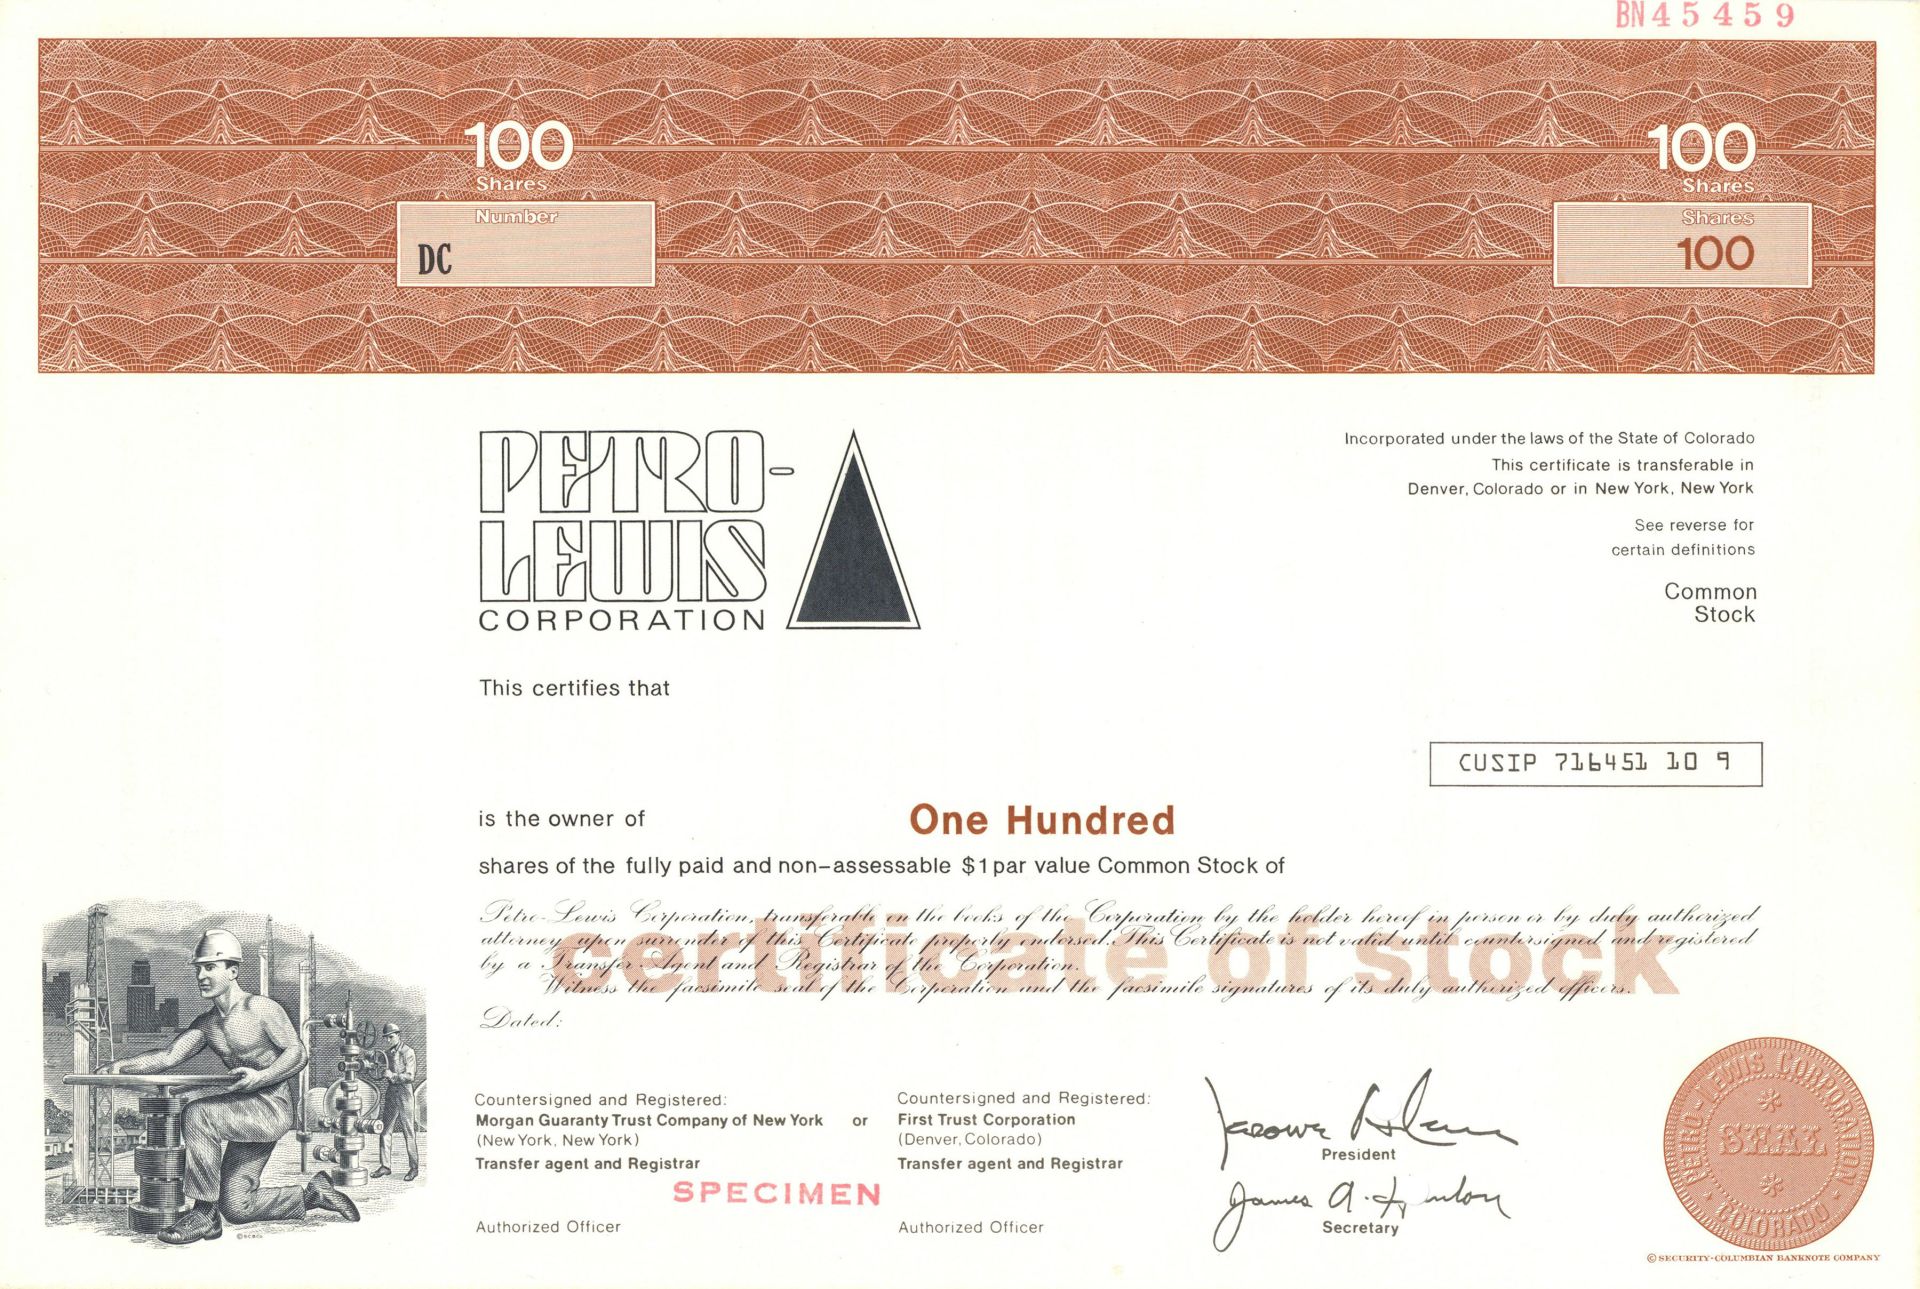 BN45459
100
Shares
Number
DC
100
Shares
Shares
100
PETRO-
LEWIS
CORPORATION
Incorporated under the laws of the State of Colorado
This certificate is transferable in
Denver, Colorado or in New York, New York
See reverse for
certain definitions
Common
Stock
This certifies that
CUSIP 716451 10 9
is the owner of One Hundred
shares of the fully paid and non-assessable $1 par value Common Stock of
certificate of stock
Petro-Lewis Corporation, transferable on the books of the Corporation by the holder hereof in person or by duly authorized
attorney upon surrender of this Certificate properly endorsed. This Certificate is not valid until countersigned and registered
by a Transfer Agent and Registrar of the Corporation.
Witness the facsimile seal of the Corporation and the facsimile signatures of its duly authorized officers.
Dated:
Countersigned and Registered:
Morgan Guaranty Trust Company of New York or
(New York, New York)
Transfer agent and Registrar
SPECIMEN
Authorized Officer
Countersigned and Registered:
First Trust Corporation
(Denver, Colorado)
Transfer agent and Registrar
Authorized Officer
Jerome
President
James A.
Secretary
PETRO-LEWIS CORPORATION
SEAL
COLORADO
© SECURITY-COLUMBIAN BANKNOTE COMPANY